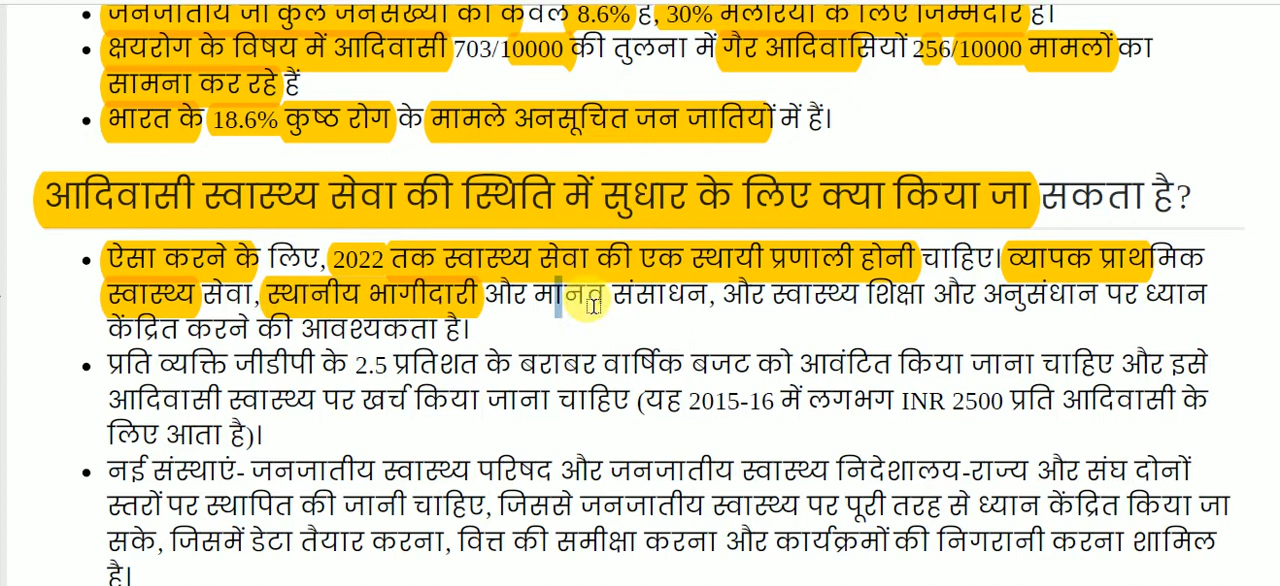 जनजातीय जो कुल जनसंख्या का केवल 8.6% है, 30% मलेरिया के लिए जिम्मेदार है।
• क्षयरोग के विषय में आदिवासी 703/10000 की तुलना में गैर आदिवासियों 256/10000 मामलों का
सामना कर रहे हैं
• भारत के 18.6% कुष्ठ रोग के मामले अनसूचित जन जातियों में हैं।
आदिवासी स्वास्थ्य सेवा की स्थिति में सुधार के लिए क्या किया जा सकता है?
• ऐसा करने के लिए, 2022 तक स्वास्थ्य सेवा की एक स्थायी प्रणाली होनी चाहिए। व्यापक प्राथमिक
स्वास्थ्य सेवा, स्थानीय भागीदारी और मानव संसाधन, और स्वास्थ्य शिक्षा और अनुसंधान पर ध्यान
केंद्रित करने की आवश्यकता है।
• प्रति व्यक्ति जीडीपी के 2.5 प्रतिशत के बराबर वार्षिक बजट को आवंटित किया जाना चाहिए और इसे
आदिवासी स्वास्थ्य पर खर्च किया जाना चाहिए (यह 2015-16 में लगभग INR 2500 प्रति आदिवासी के
लिए आता है)।
• नई संस्थाएं- जनजातीय स्वास्थ्य परिषद और जनजातीय स्वास्थ्य निदेशालय-राज्य और संघ दोनों
स्तरों पर स्थापित की जानी चाहिए, जिससे जनजातीय स्वास्थ्य पर पूरी तरह से ध्यान केंद्रित किया जा
सके, जिसमें डेटा तैयार करना, वित्त की समीक्षा करना और कार्यक्रमों की निगरानी करना शामिल
है।